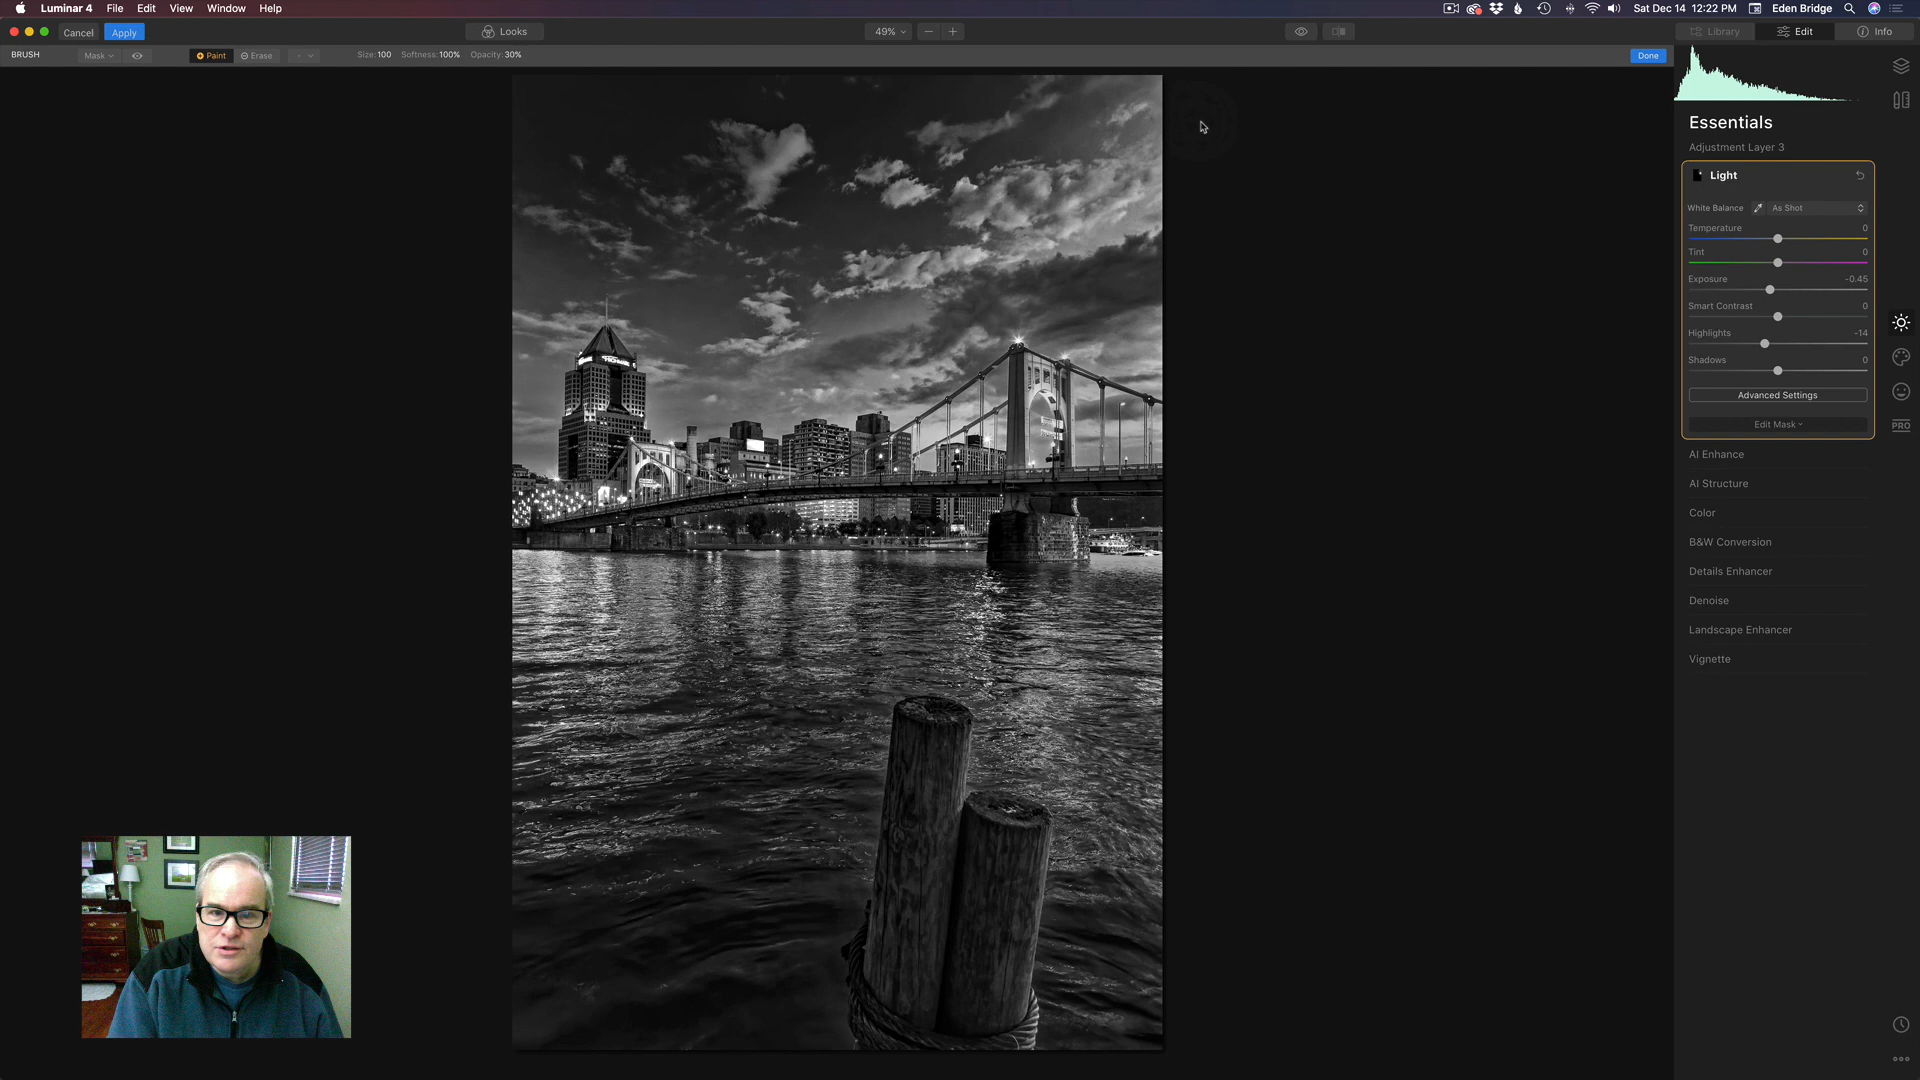 Luminar 4 File Edit View Window Help Sat Dec 14 12:22 PM Eden Bridge
Cancel Apply Looks 49% Library Edit Info
BRUSH Mask Paint Erase Size:100 Softness:100% Opacity:30% Done
Essentials
Adjustment Layer 3
Light
White Balance As Shot
Temperature 0
Tint 0
Exposure -0.45
Smart Contrast 0
Highlights -14
Shadows 0
Advanced Settings
Edit Mask
PRO
AI Enhance
AI Structure
Color
B&W Conversion
Details Enhancer
Denoise
Landscape Enhancer
Vignette